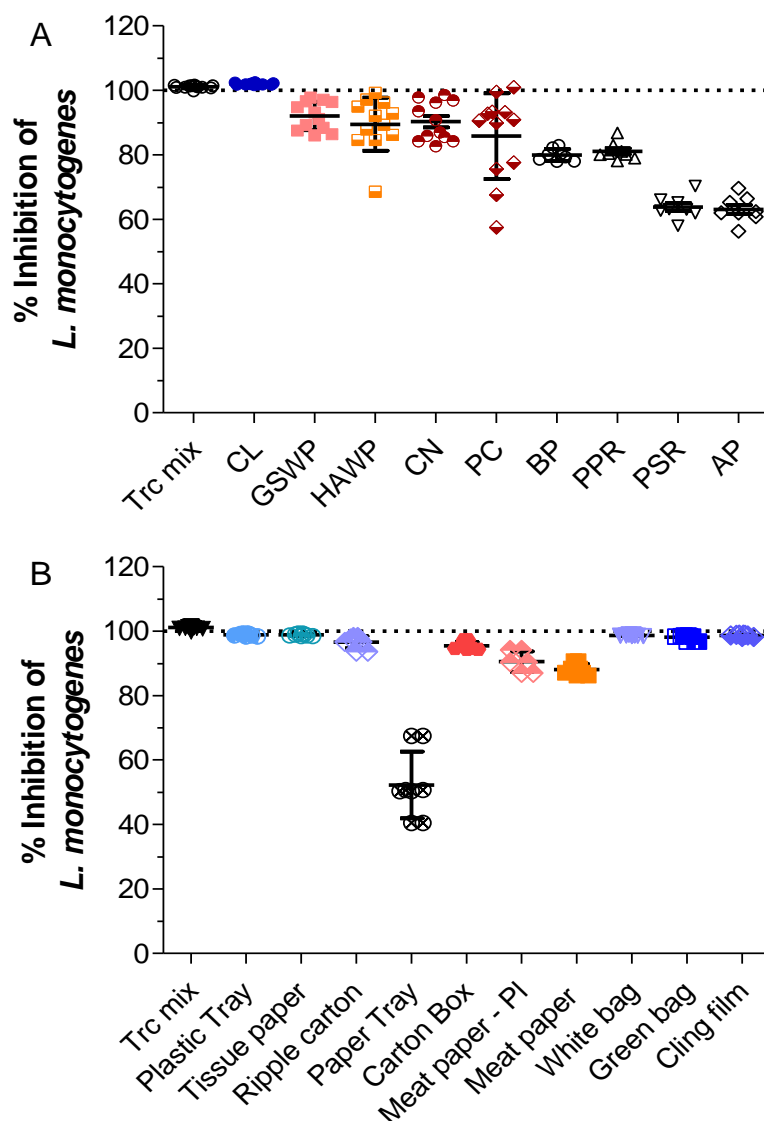 A
120
100
80
60
40
20
0
% Inhibition of
L. monocytogenes
Trc mix
CL
GSWP
HAWP
CN
PC
BP
PPR
PSR
AP
B
120
100
80
60
40
20
0
% Inhibition of
L. monocytogenes
Trc mix
Plastic Tray
Tissue paper
Ripple carton
Paper Tray
Carton Box
Meat paper - PI
Meat paper
White bag
Green bag
Cling film